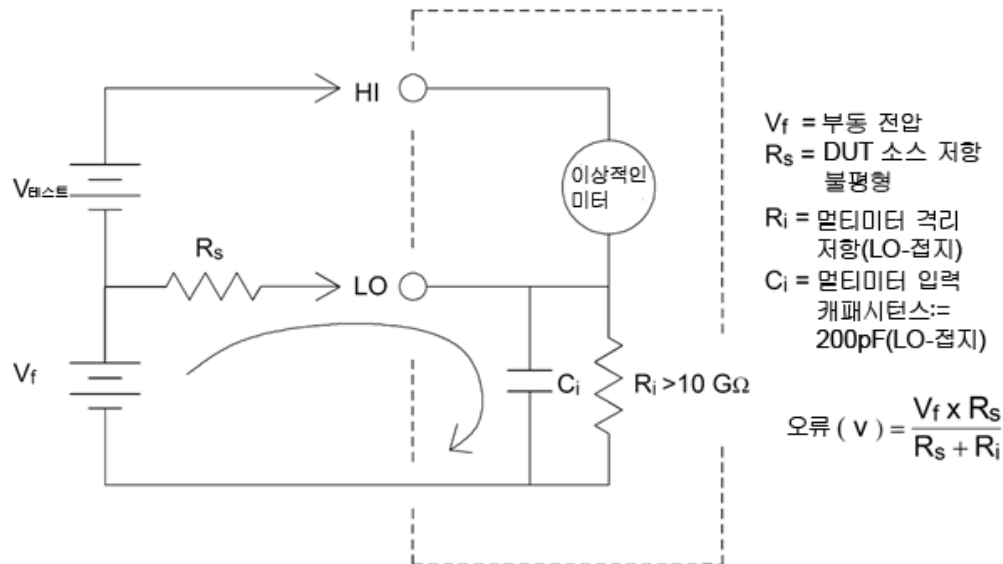 HI
V테스트
이상적인
미터
Rs
LO
Vf
Ci
Ri >10 GΩ
Vf = 부동 전압
Rs = DUT 소스 저항
불평형
Ri = 멀티미터 격리
저항(LO-접지)
Ci = 멀티미터 입력
캐패시턴스:=
200pF(LO-접지)
오류 ( v ) = Vf x Rs
Rs + Ri